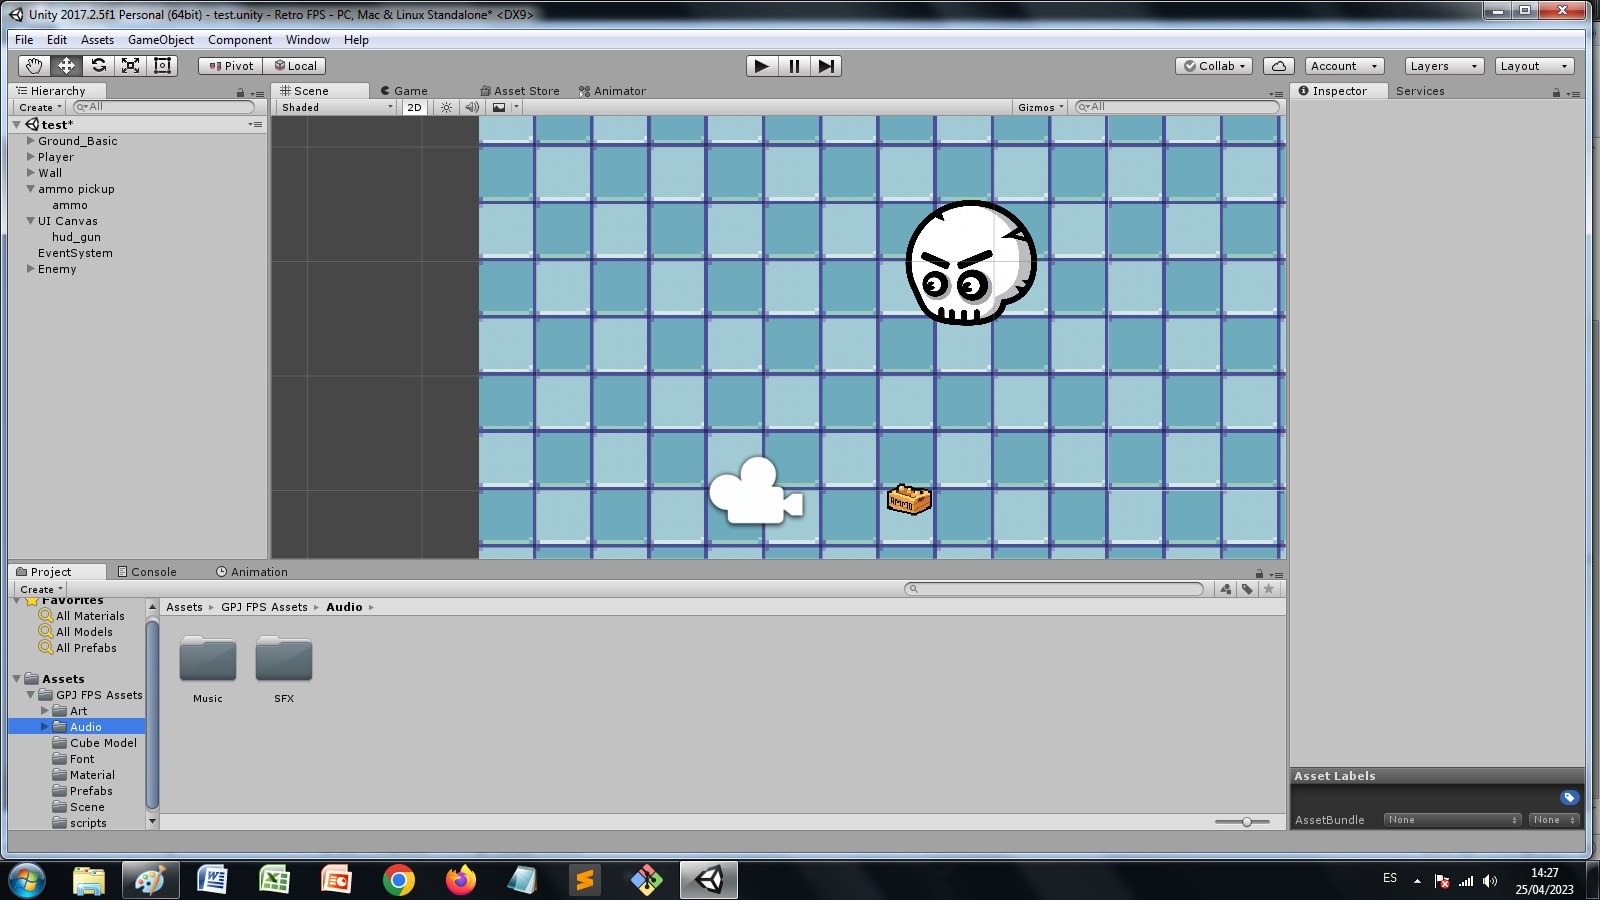 Unity 2017.2.5f1 Personal (64bit) - test.unity - Retro FPS - PC, Mac & Linux Standalone* <DX9>
File Edit Assets GameObject Component Window Help
Pivot Local Collab Account Layers Layout
Hierarchy Scene Game Asset Store Animator Inspector Services
Create All Shaded 2D Gizmos All
test*
Ground_Basic
Player
Wall
ammo pickup
ammo
UI Canvas
hud_gun
EventSystem
Enemy
AMMO
Project Console Animation
Create
Favorites
All Materials
All Models
All Prefabs
Assets
GPJ FPS Assets
Art
Audio
Cube Model
Font
Material
Prefabs
Scene
scripts
Assets GPJ FPS Assets Audio
Music SFX
Asset Labels
AssetBundle None None
ES
14:27
25/04/2023